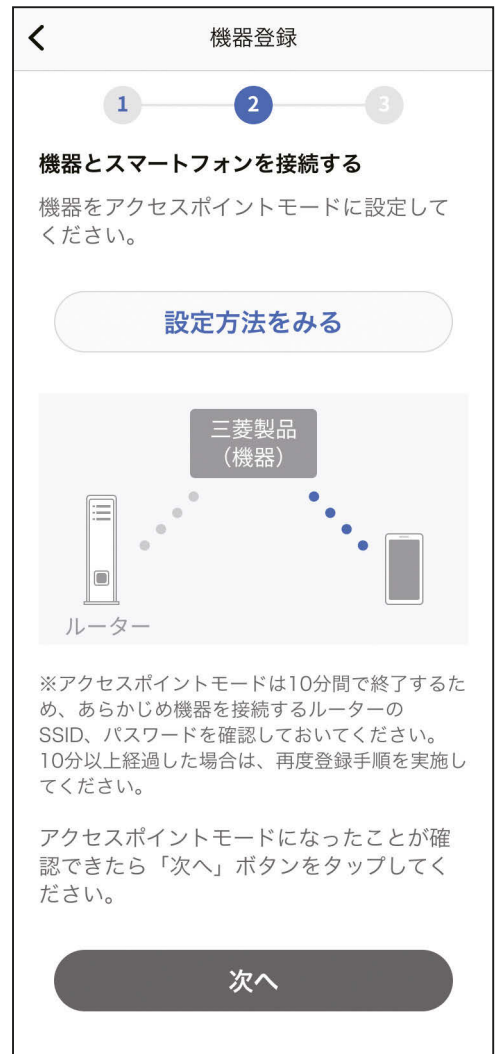 機器登録
1 2 3
機器とスマートフォンを接続する
機器をアクセスポイントモードに設定して
ください。
設定方法をみる
三菱製品
（機器）
ルーター
※アクセスポイントモードは10分間で終了するた
め、あらかじめ機器を接続するルーターの
SSID、パスワードを確認しておいてください。
10分以上経過した場合は、再度登録手順を実施し
てください。
アクセスポイントモードになったことが確
認できたら「次へ」ボタンをタップしてく
ださい。
次へ